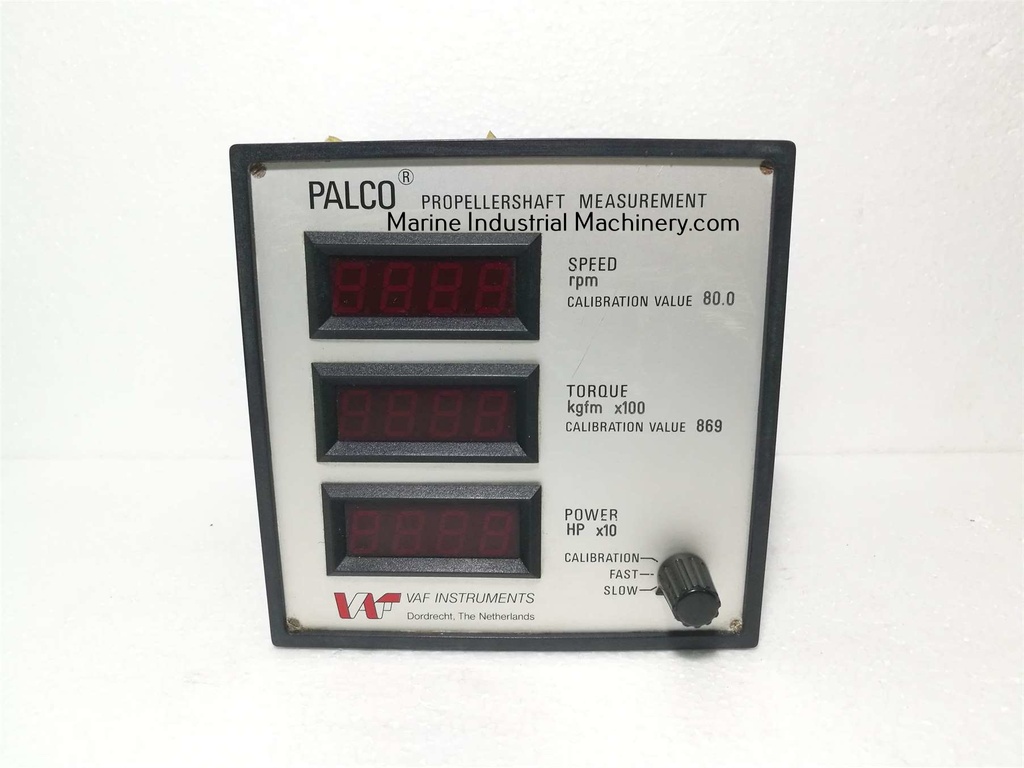 PALCO® PROPELLERSHAFT MEASUREMENT
Marine Industrial Machinery.com
SPEED
rpm
CALIBRATION VALUE 80.0
TORQUE
kgfm x100
CALIBRATION VALUE 869
POWER
HP x10
CALIBRATION
FAST
SLOW
VAF VAF INSTRUMENTS
Dordrecht, The Netherlands